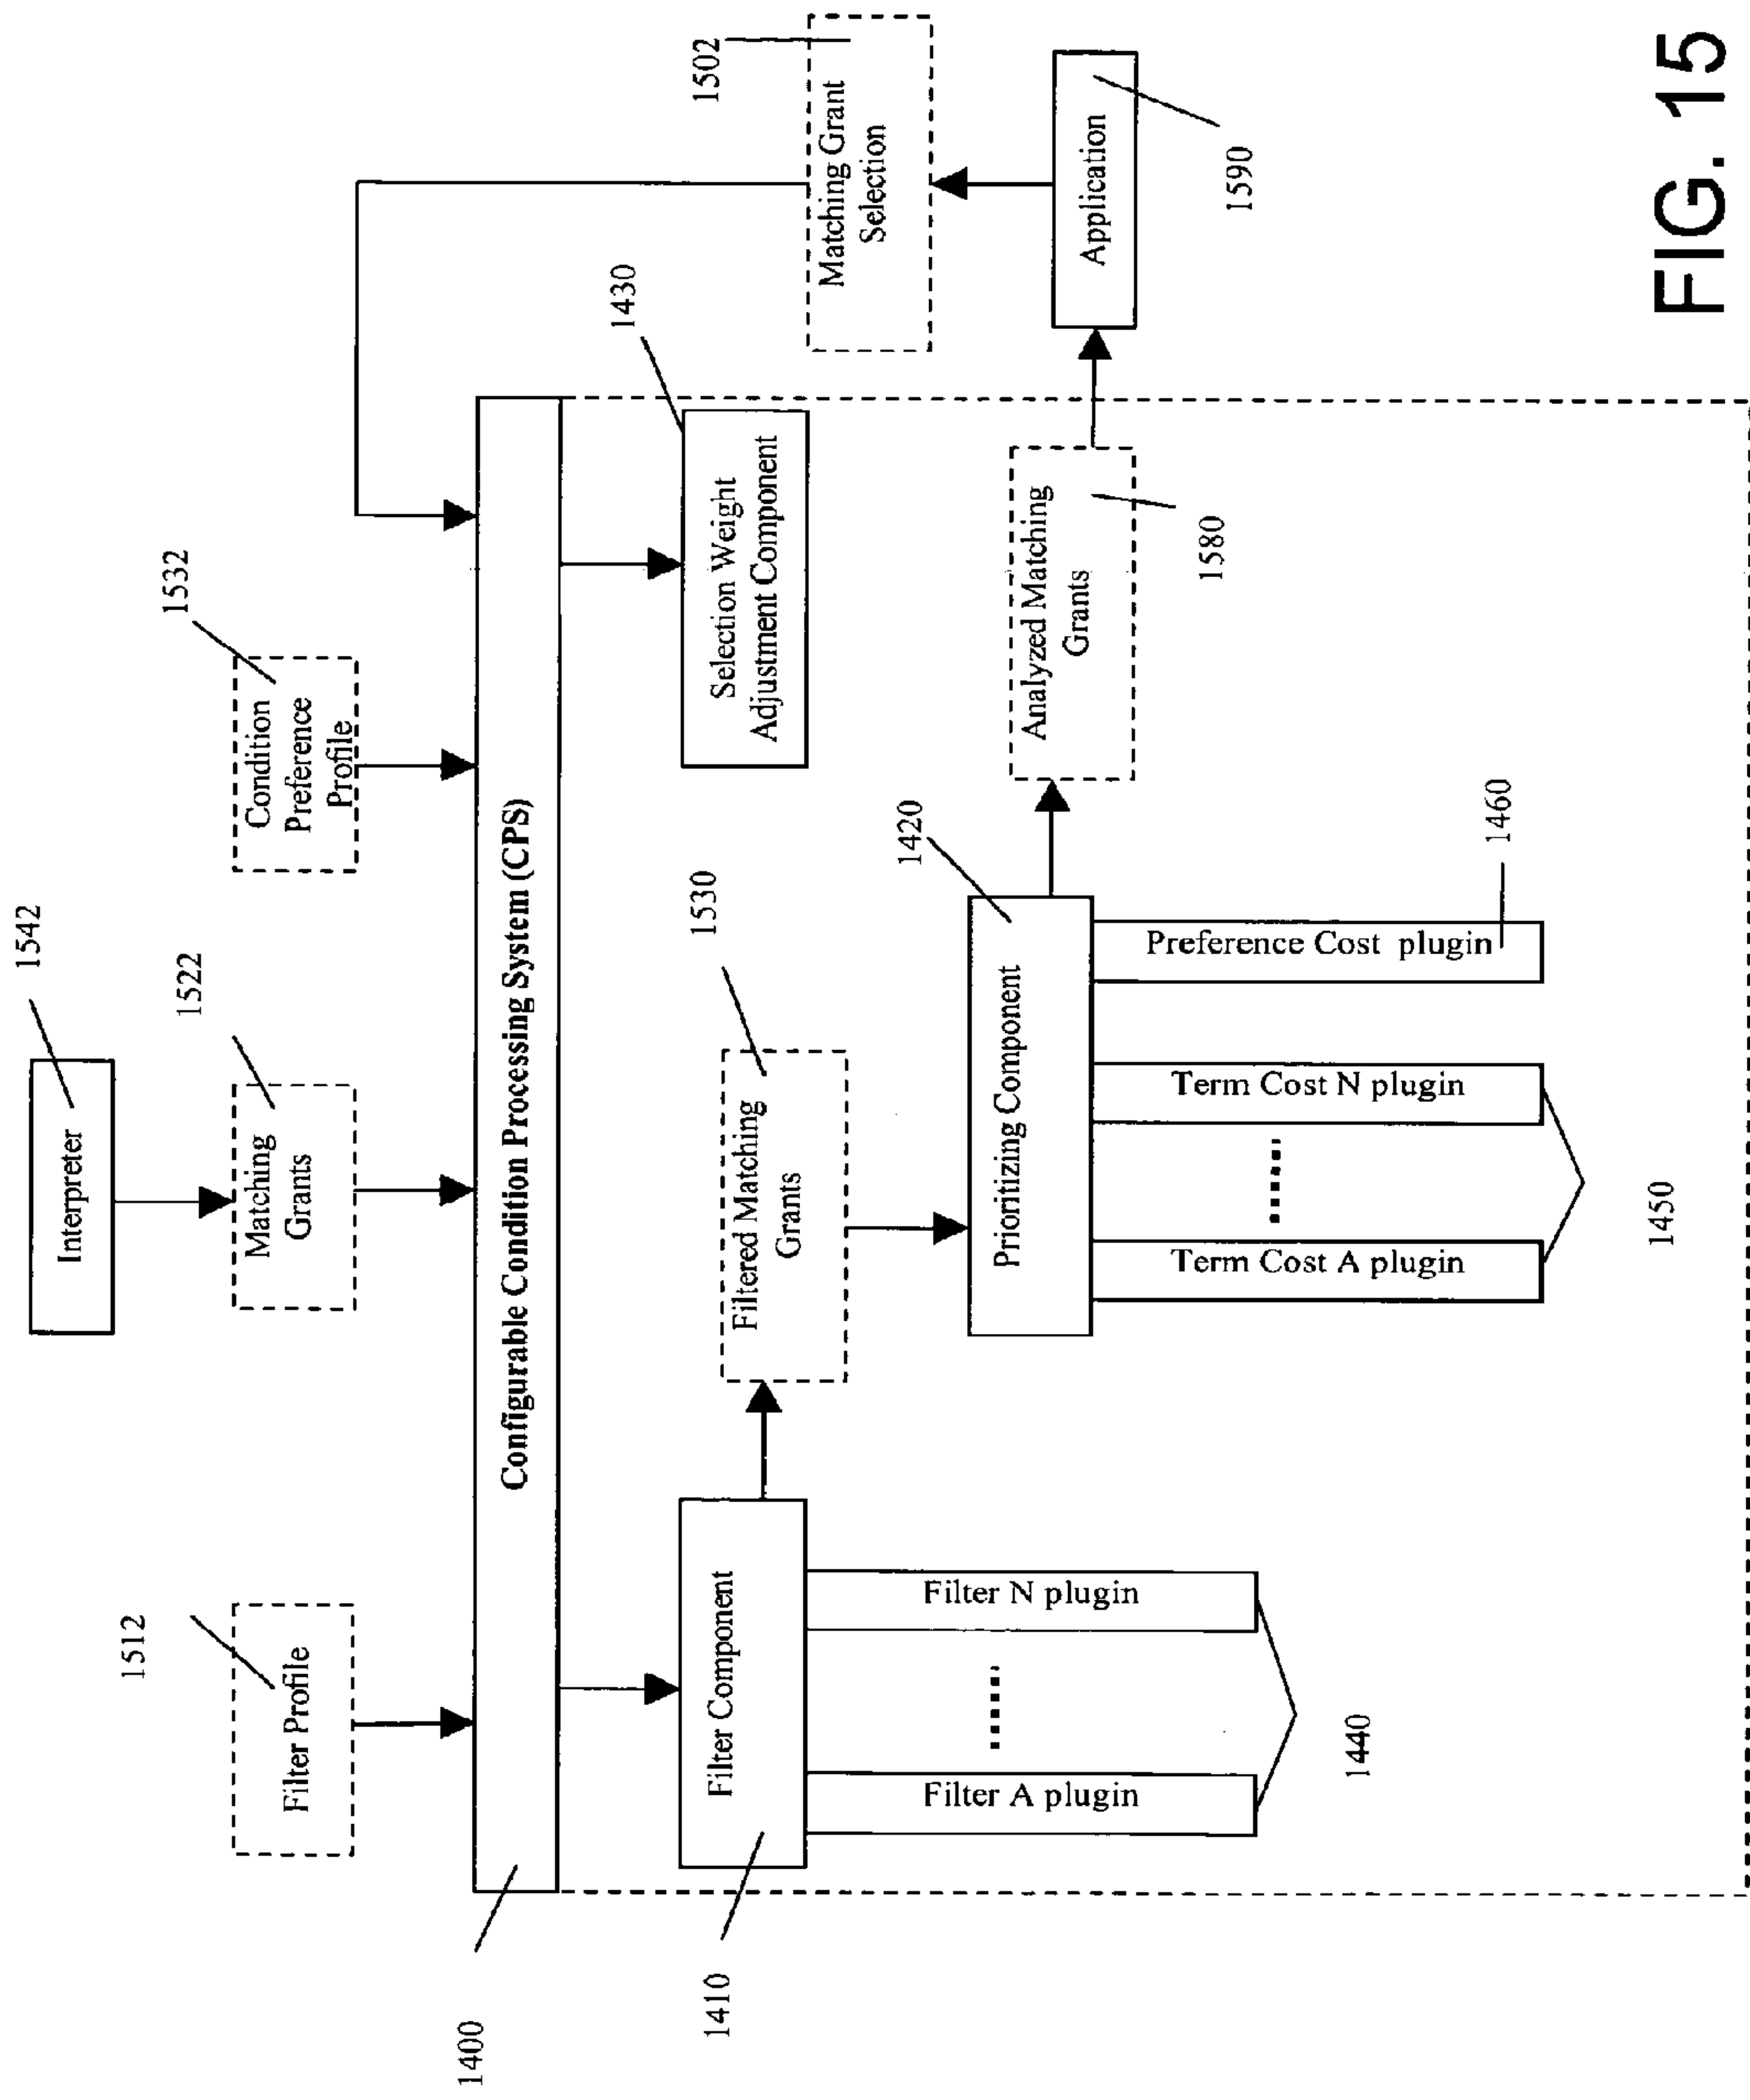 1542
Interpreter
1512
Filter Profile
1522
Matching
Grants
1532
Condition
Preference
Profile
1502
Matching Grant
Selection
1400
Configurable Condition Processing System (CPS)
1410
Filter Component
Filter A plugin
......
Filter N plugin
1440
1530
Filtered Matching
Grants
1430
Selection Weight
Adjustment Component
1420
Prioritizing Component
Term Cost A plugin
......
Term Cost N plugin
1450
Preference Cost plugin
1460
Analyzed Matching
Grants
1580
Application
1590
FIG. 15